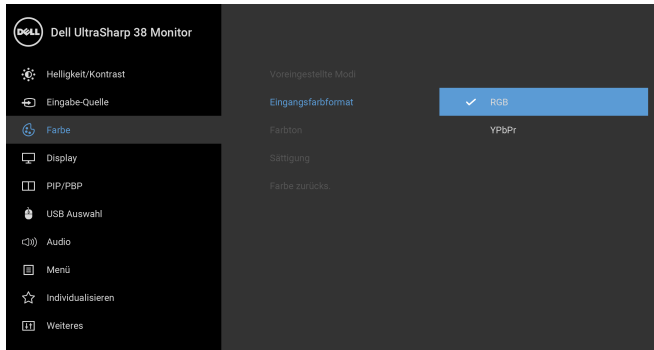 DELL Dell UltraSharp 38 Monitor
Helligkeit/Kontrast Voreingestellte Modi
Eingabe-Quelle Eingangsfarbformat RGB
Farbe Farbton YPbPr
Display Sättigung
PIP/PBP Farbe zurücks.
USB Auswahl
Audio
Menü
Individualisieren
Weiteres